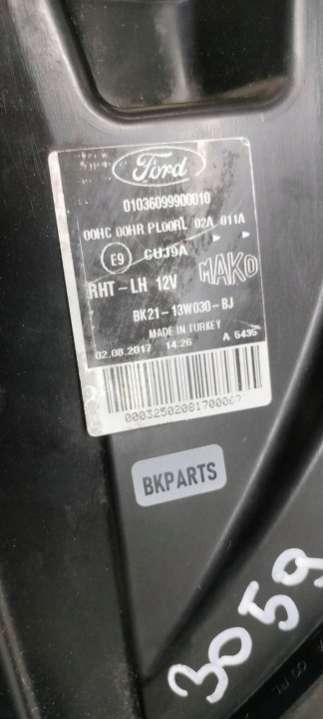 Ford
01036099900010
00HC 00HR PL00RL 02A 011A
E9 CUJ9A
RHT-LH 12V MAKO
BK21-13W030-BJ
MADE IN TURKEY
02.08.2017 14:26 A 6435
00032502081700067
BKPARTS
3059